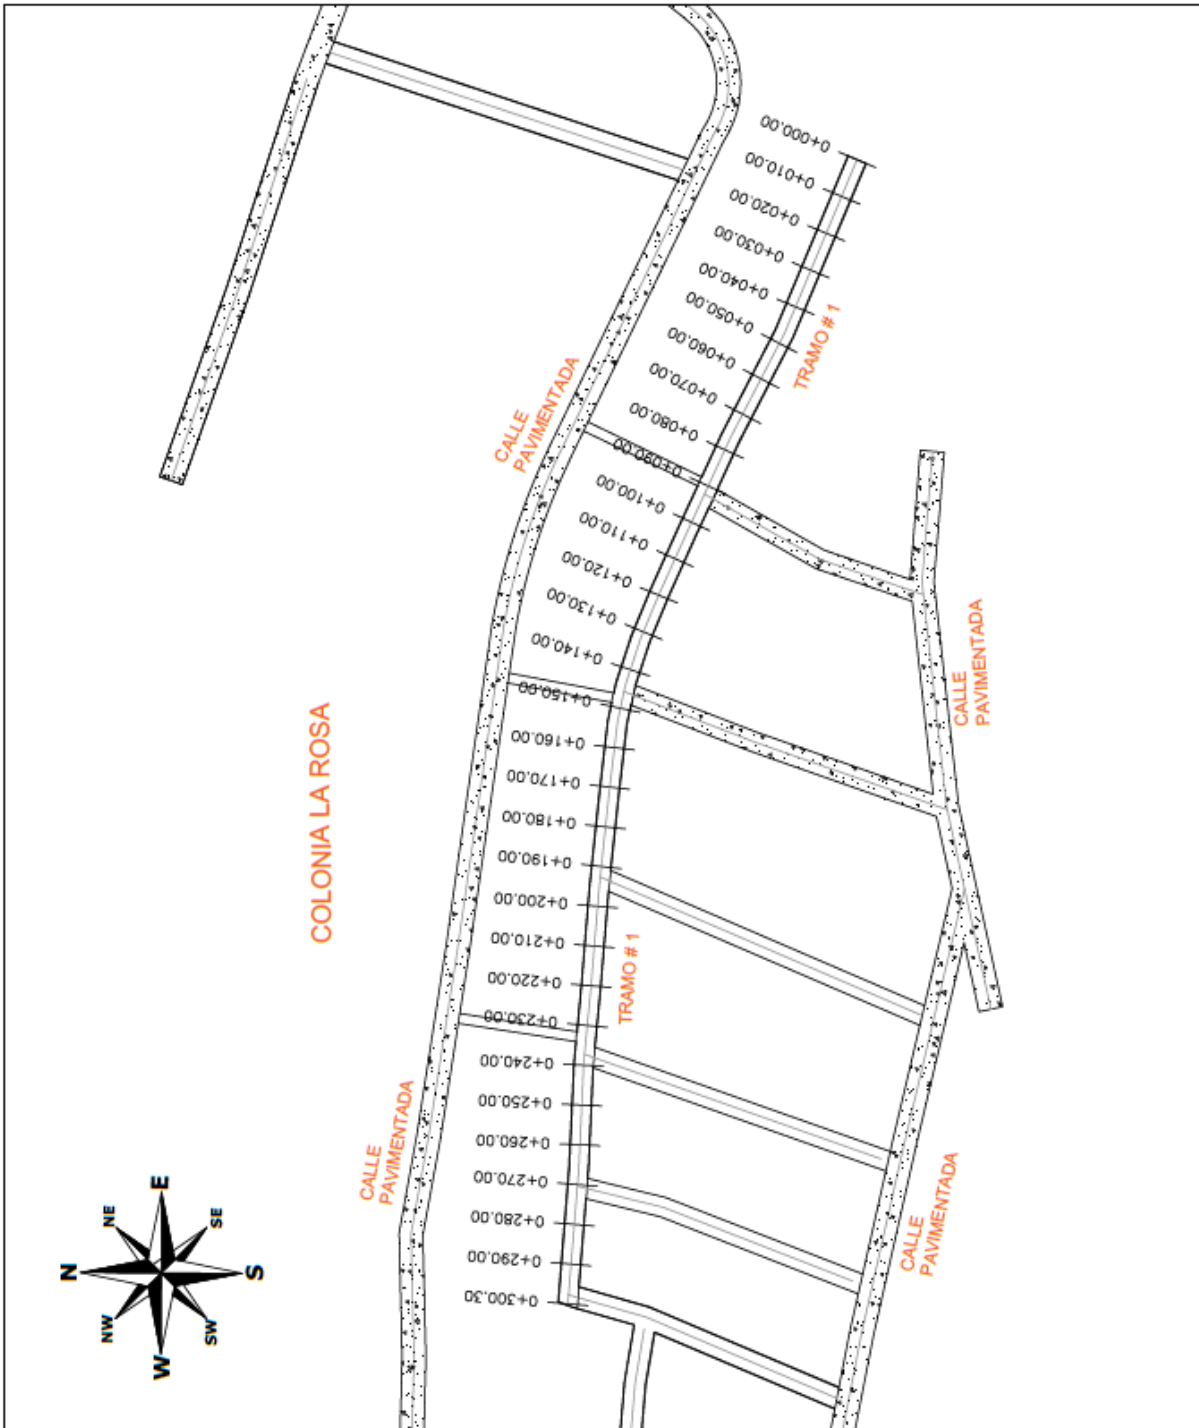 0+000.00
0+010.00
0+020.00
0+030.00
0+040.00
0+050.00
0+060.00
0+070.00
0+080.00
0+090.00
0+100.00
0+110.00
0+120.00
0+130.00
0+140.00
0+150.00
0+160.00
0+170.00
0+180.00
0+190.00
0+200.00
0+210.00
0+220.00
0+230.00
0+240.00
0+250.00
0+260.00
0+270.00
0+280.00
0+290.00
0+300.30
TRAMO # 1
CALLE
PAVIMENTADA
CALLE
PAVIMENTADA
COLONIA LA ROSA
TRAMO # 1
CALLE
PAVIMENTADA
CALLE
PAVIMENTADA
E
NE
SE
N
S
NW
SW
W